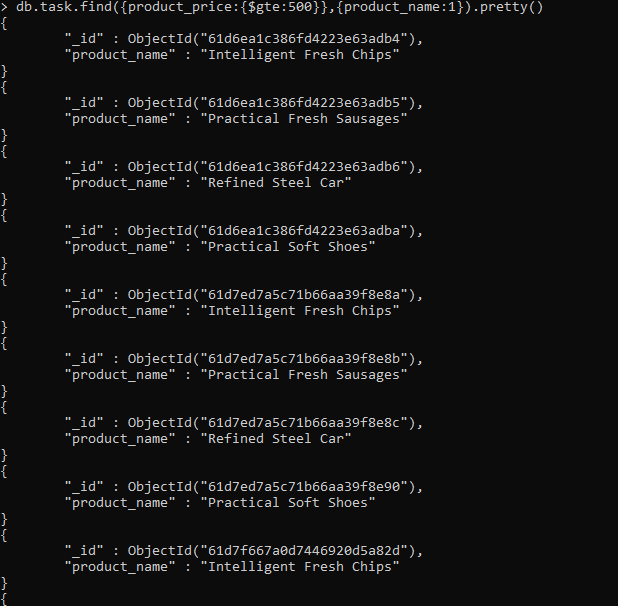 > db.task.find({product_price:{$gte:500}},{product_name:1}).pretty()
{
        "_id" : ObjectId("61d6ea1c386fd4223e63adb4"),
        "product_name" : "Intelligent Fresh Chips"
}
{
        "_id" : ObjectId("61d6ea1c386fd4223e63adb5"),
        "product_name" : "Practical Fresh Sausages"
}
{
        "_id" : ObjectId("61d6ea1c386fd4223e63adb6"),
        "product_name" : "Refined Steel Car"
}
{
        "_id" : ObjectId("61d6ea1c386fd4223e63adba"),
        "product_name" : "Practical Soft Shoes"
}
{
        "_id" : ObjectId("61d7ed7a5c71b66aa39f8e8a"),
        "product_name" : "Intelligent Fresh Chips"
}
{
        "_id" : ObjectId("61d7ed7a5c71b66aa39f8e8b"),
        "product_name" : "Practical Fresh Sausages"
}
{
        "_id" : ObjectId("61d7ed7a5c71b66aa39f8e8c"),
        "product_name" : "Refined Steel Car"
}
{
        "_id" : ObjectId("61d7ed7a5c71b66aa39f8e90"),
        "product_name" : "Practical Soft Shoes"
}
{
        "_id" : ObjectId("61d7f667a0d7446920d5a82d"),
        "product_name" : "Intelligent Fresh Chips"
}
{